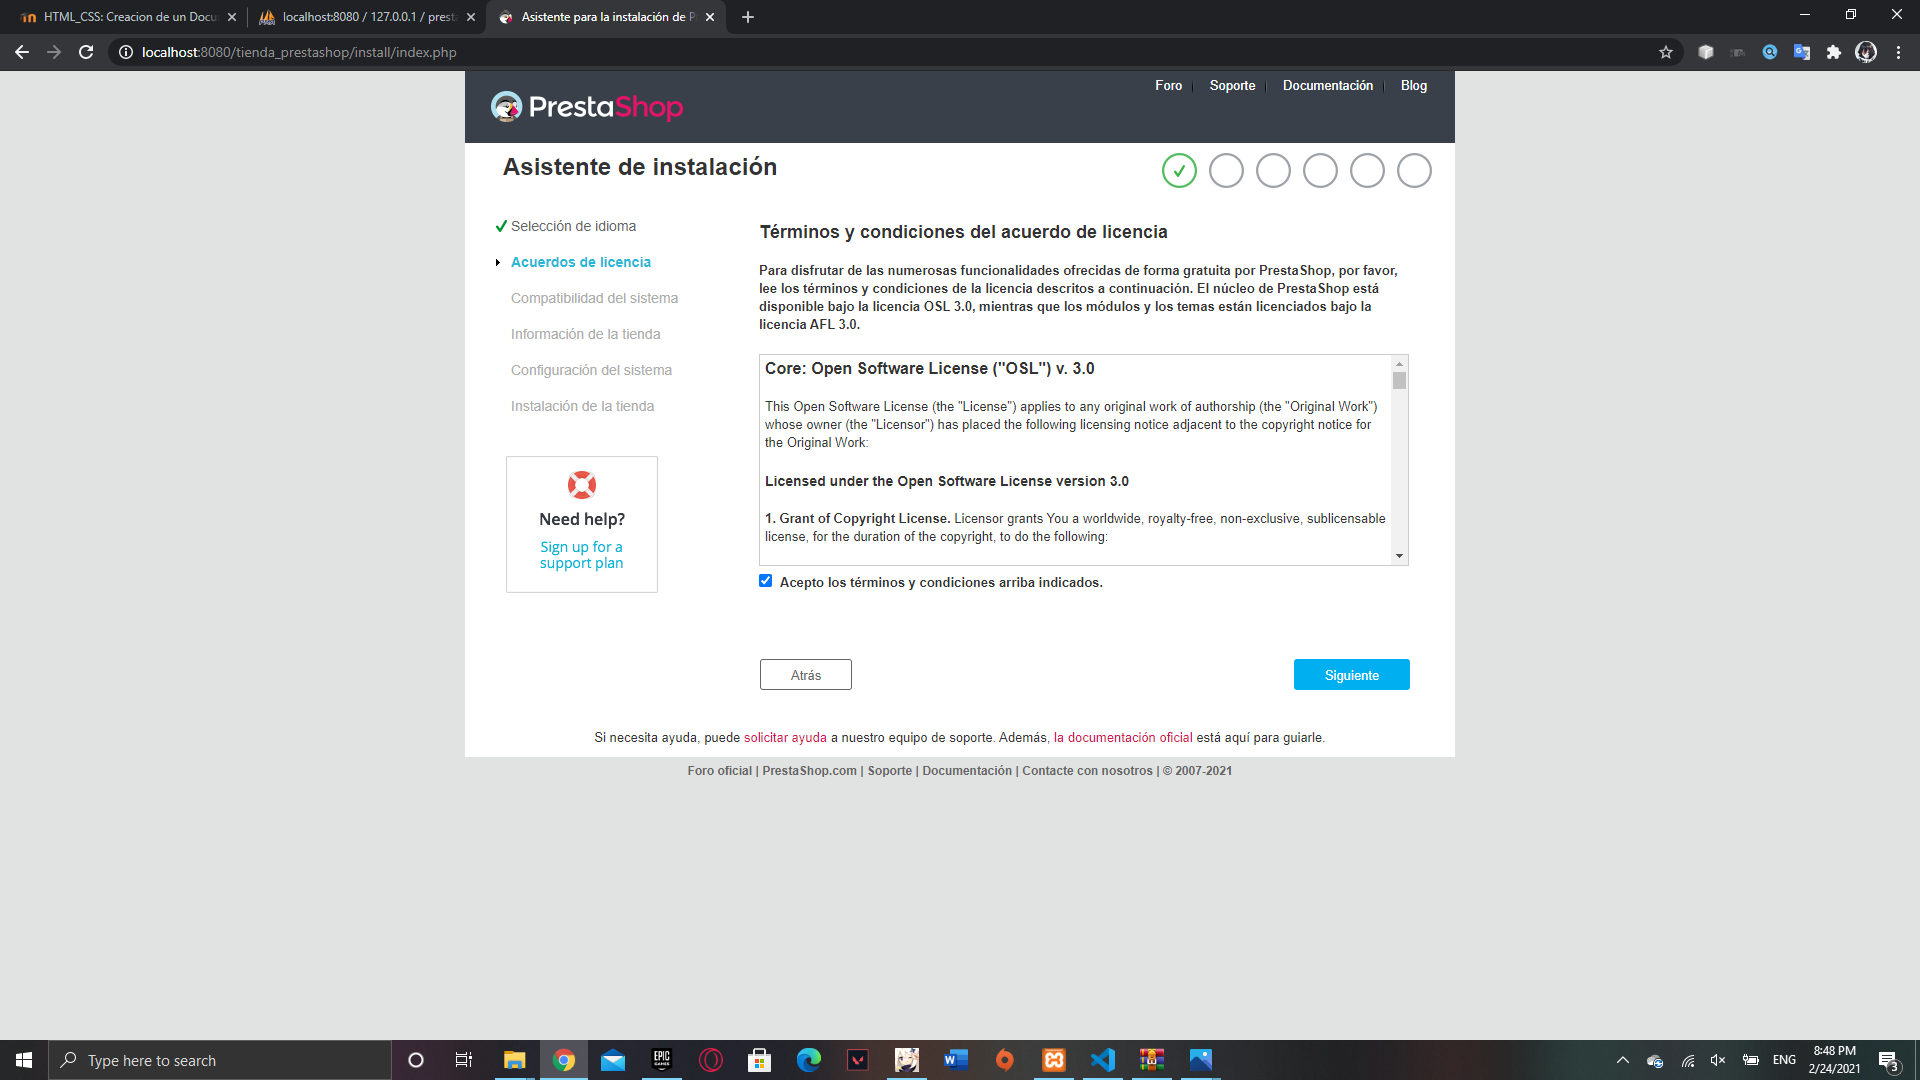 HTML_CSS: Creacion de un Docu
localhost:8080 / 127.0.0.1 / prest
Asistente para la instalación de P
localhost:8080/tienda_prestashop/install/index.php
Foro
Soporte
Documentación
Blog
PrestaShop
Asistente de instalación
Selección de idioma
Acuerdos de licencia
Compatibilidad del sistema
Información de la tienda
Configuración del sistema
Instalación de la tienda
Need help?
Sign up for a
support plan
Términos y condiciones del acuerdo de licencia
Para disfrutar de las numerosas funcionalidades ofrecidas de forma gratuita por PrestaShop, por favor,
lee los términos y condiciones de la licencia descritos a continuación. El núcleo de PrestaShop está
disponible bajo la licencia OSL 3.0, mientras que los módulos y los temas están licenciados bajo la
licencia AFL 3.0.
Core: Open Software License ("OSL") v. 3.0
This Open Software License (the "License") applies to any original work of authorship (the "Original Work")
whose owner (the "Licensor") has placed the following licensing notice adjacent to the copyright notice for
the Original Work:
Licensed under the Open Software License version 3.0
1. Grant of Copyright License. Licensor grants You a worldwide, royalty-free, non-exclusive, sublicensable
license, for the duration of the copyright, to do the following:
Acepto los términos y condiciones arriba indicados.
Atrás
Siguiente
Si necesita ayuda, puede solicitar ayuda a nuestro equipo de soporte. Además, la documentación oficial está aquí para guiarle.
Foro oficial | PrestaShop.com | Soporte | Documentación | Contacte con nosotros | © 2007-2021
Type here to search
EPIC
GAMES
W
ENG
8:48 PM
2/24/2021
3